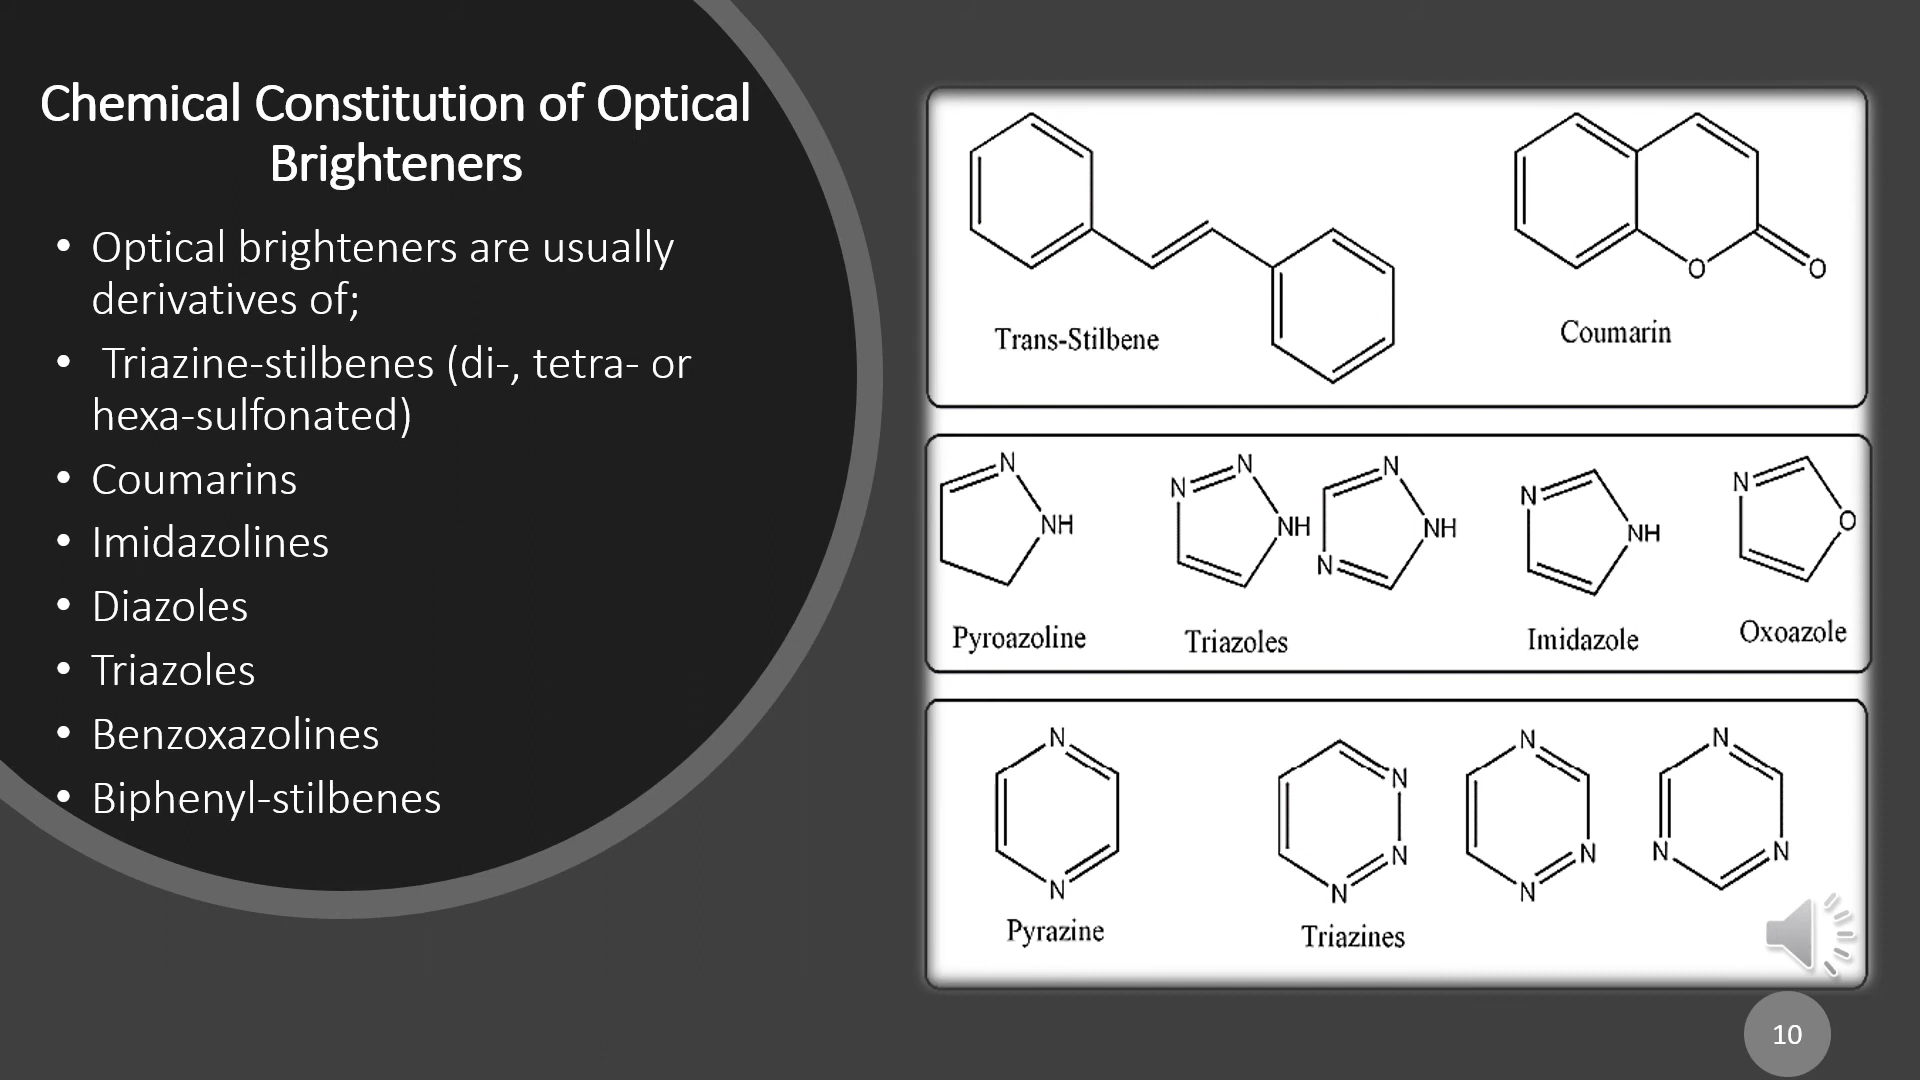 Chemical Constitution of Optical
Brighteners
• Optical brighteners are usually
derivatives of;
• Triazine-stilbenes (di-, tetra- or
hexa-sulfonated)
• Coumarins
• Imidazolines
• Diazoles
• Triazoles
• Benzoxazolines
• Biphenyl-stilbenes
O O
Trans-Stilbene Coumarin
N NH N N NH N N NH N NH N O
Pyroazoline Triazoles Imidazole Oxoazole
N N N N N N N N N N N
Pyrazine Triazines
10